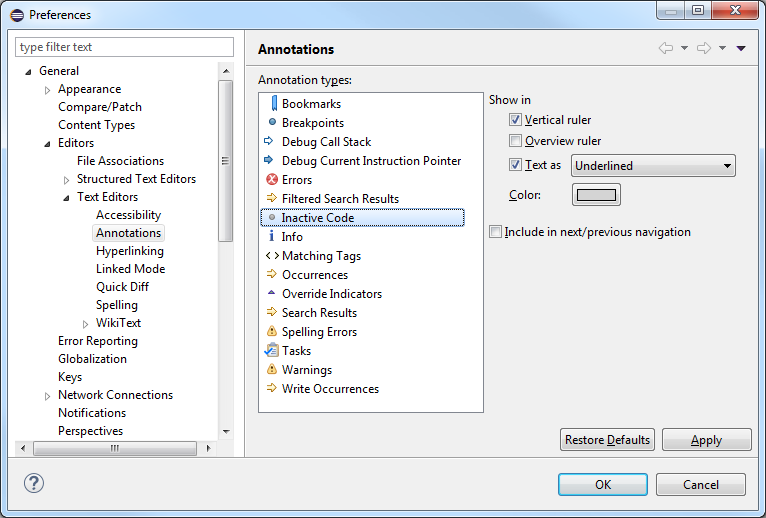 Preferences
type filter text
General
Appearance
Compare/Patch
Content Types
Editors
File Associations
Structured Text Editors
Text Editors
Accessibility
Annotations
Hyperlinking
Linked Mode
Quick Diff
Spelling
WikiText
Error Reporting
Globalization
Keys
Network Connections
Notifications
Perspectives
Annotations
Annotation types:
Bookmarks
Breakpoints
Debug Call Stack
Debug Current Instruction Pointer
Errors
Filtered Search Results
Inactive Code
Info
Matching Tags
Occurrences
Override Indicators
Search Results
Spelling Errors
Tasks
Warnings
Write Occurrences
Show in
Vertical ruler
Overview ruler
Text as Underlined
Color:
Include in next/previous navigation
Restore Defaults Apply
OK Cancel